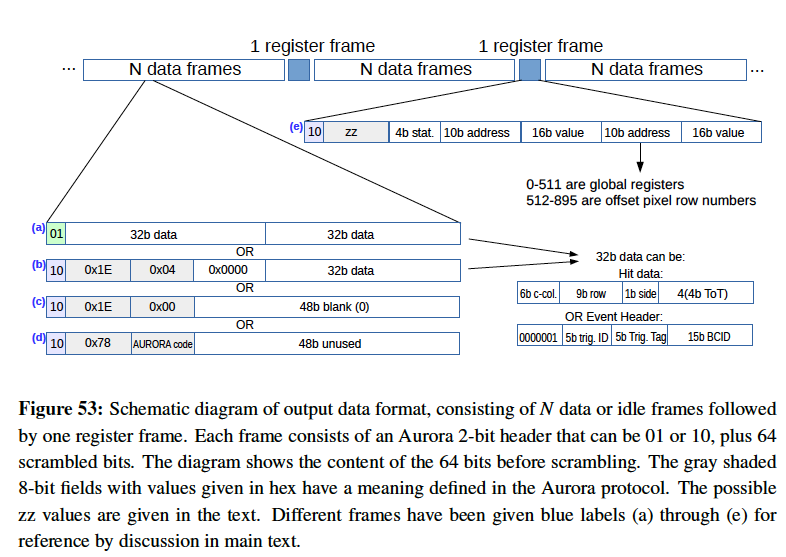 1 register frame 1 register frame
... N data frames N data frames N data frames ...
(e) 10 zz 4b stat. 10b address 16b value 10b address 16b value
0-511 are global registers
512-895 are offset pixel row numbers
(a) 01 32b data 32b data
OR
(b) 10 0x1E 0x04 0x0000 32b data
OR
(c) 10 0x1E 0x00 48b blank (0)
OR
(d) 10 0x78 AURORA code 48b unused
32b data can be:
Hit data:
6b c-col. 9b row 1b side 4(4b ToT)
OR Event Header:
0000001 5b trig. ID 5b Trig. Tag 15b BCID
Figure 53: Schematic diagram of output data format, consisting of N data or idle frames followed
by one register frame. Each frame consists of an Aurora 2-bit header that can be 01 or 10, plus 64
scrambled bits. The diagram shows the content of the 64 bits before scrambling. The gray shaded
8-bit fields with values given in hex have a meaning defined in the Aurora protocol. The possible
zz values are given in the text. Different frames have been given blue labels (a) through (e) for
reference by discussion in main text.